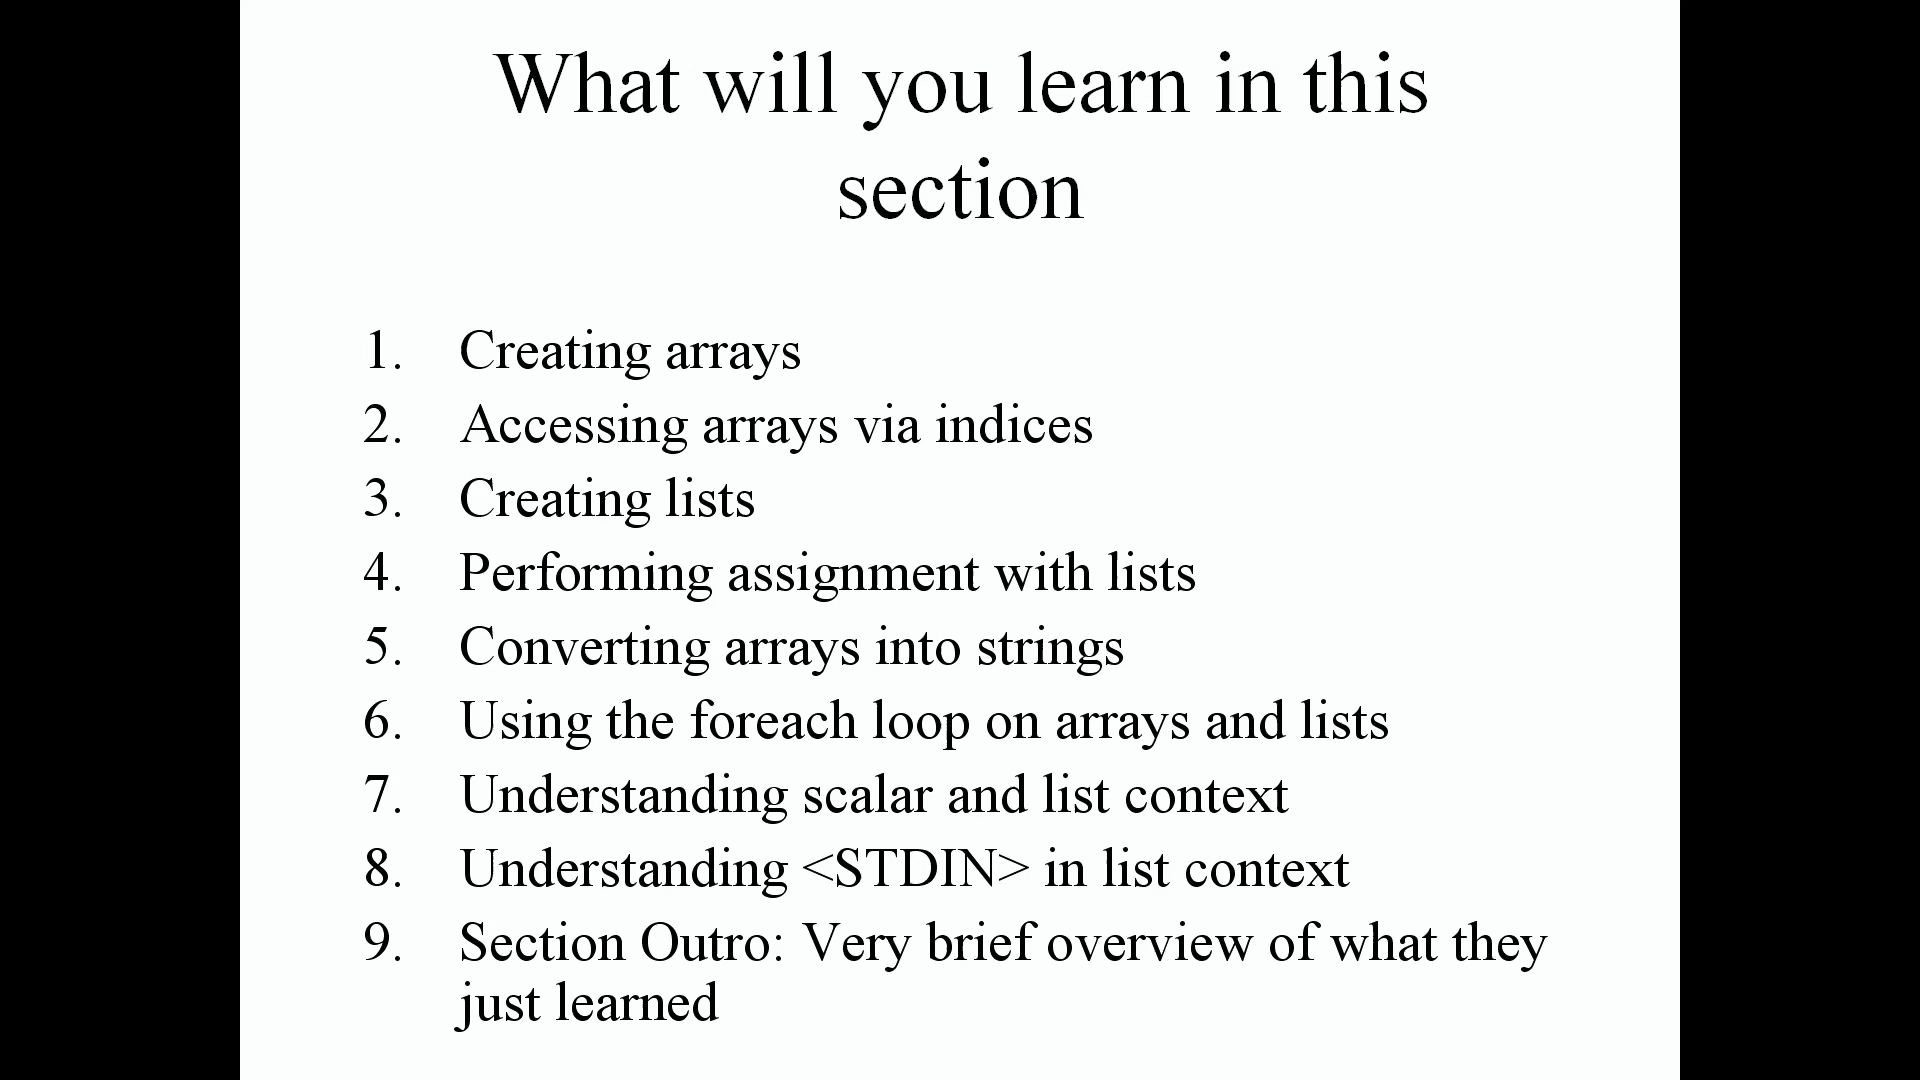 What will you learn in this
section
1. Creating arrays
2. Accessing arrays via indices
3. Creating lists
4. Performing assignment with lists
5. Converting arrays into strings
6. Using the foreach loop on arrays and lists
7. Understanding scalar and list context
8. Understanding <STDIN> in list context
9. Section Outro: Very brief overview of what they
just learned